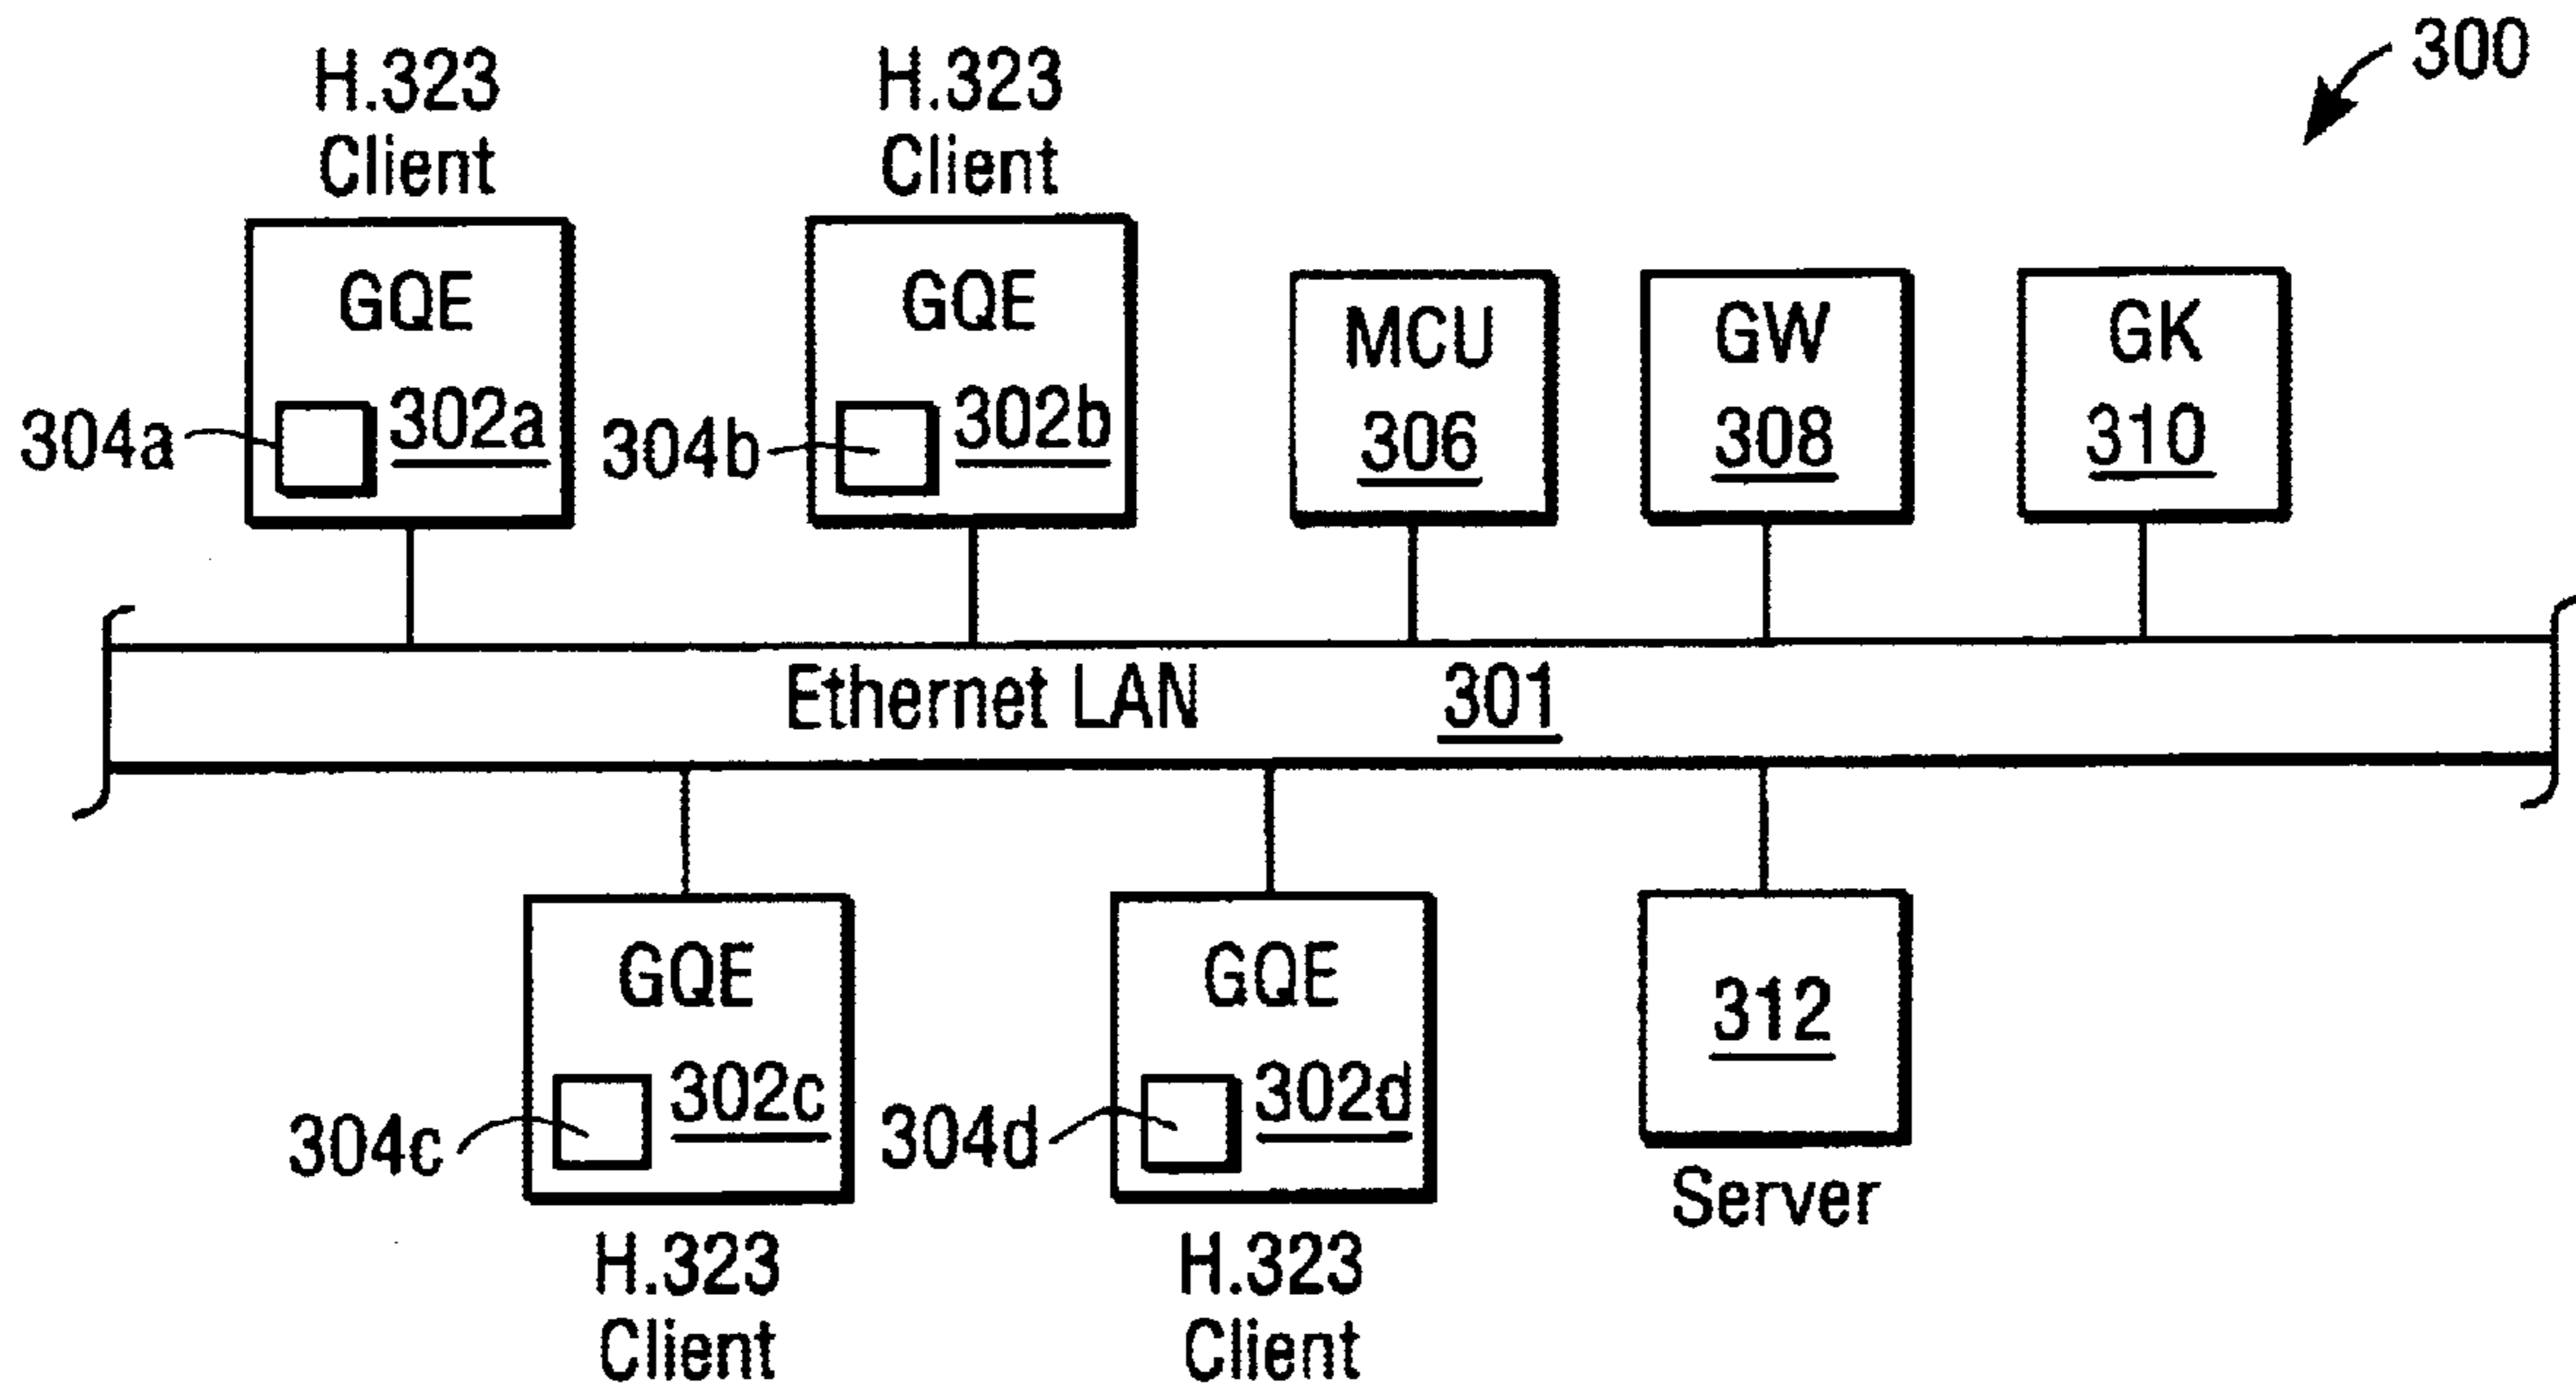 300
H.323
Client
H.323
Client
GQE
302a
304a
GQE
302b
304b
MCU
306
GW
308
GK
310
Ethernet LAN 301
GQE
302c
304c
GQE
302d
304d
312
Server
H.323
Client
H.323
Client